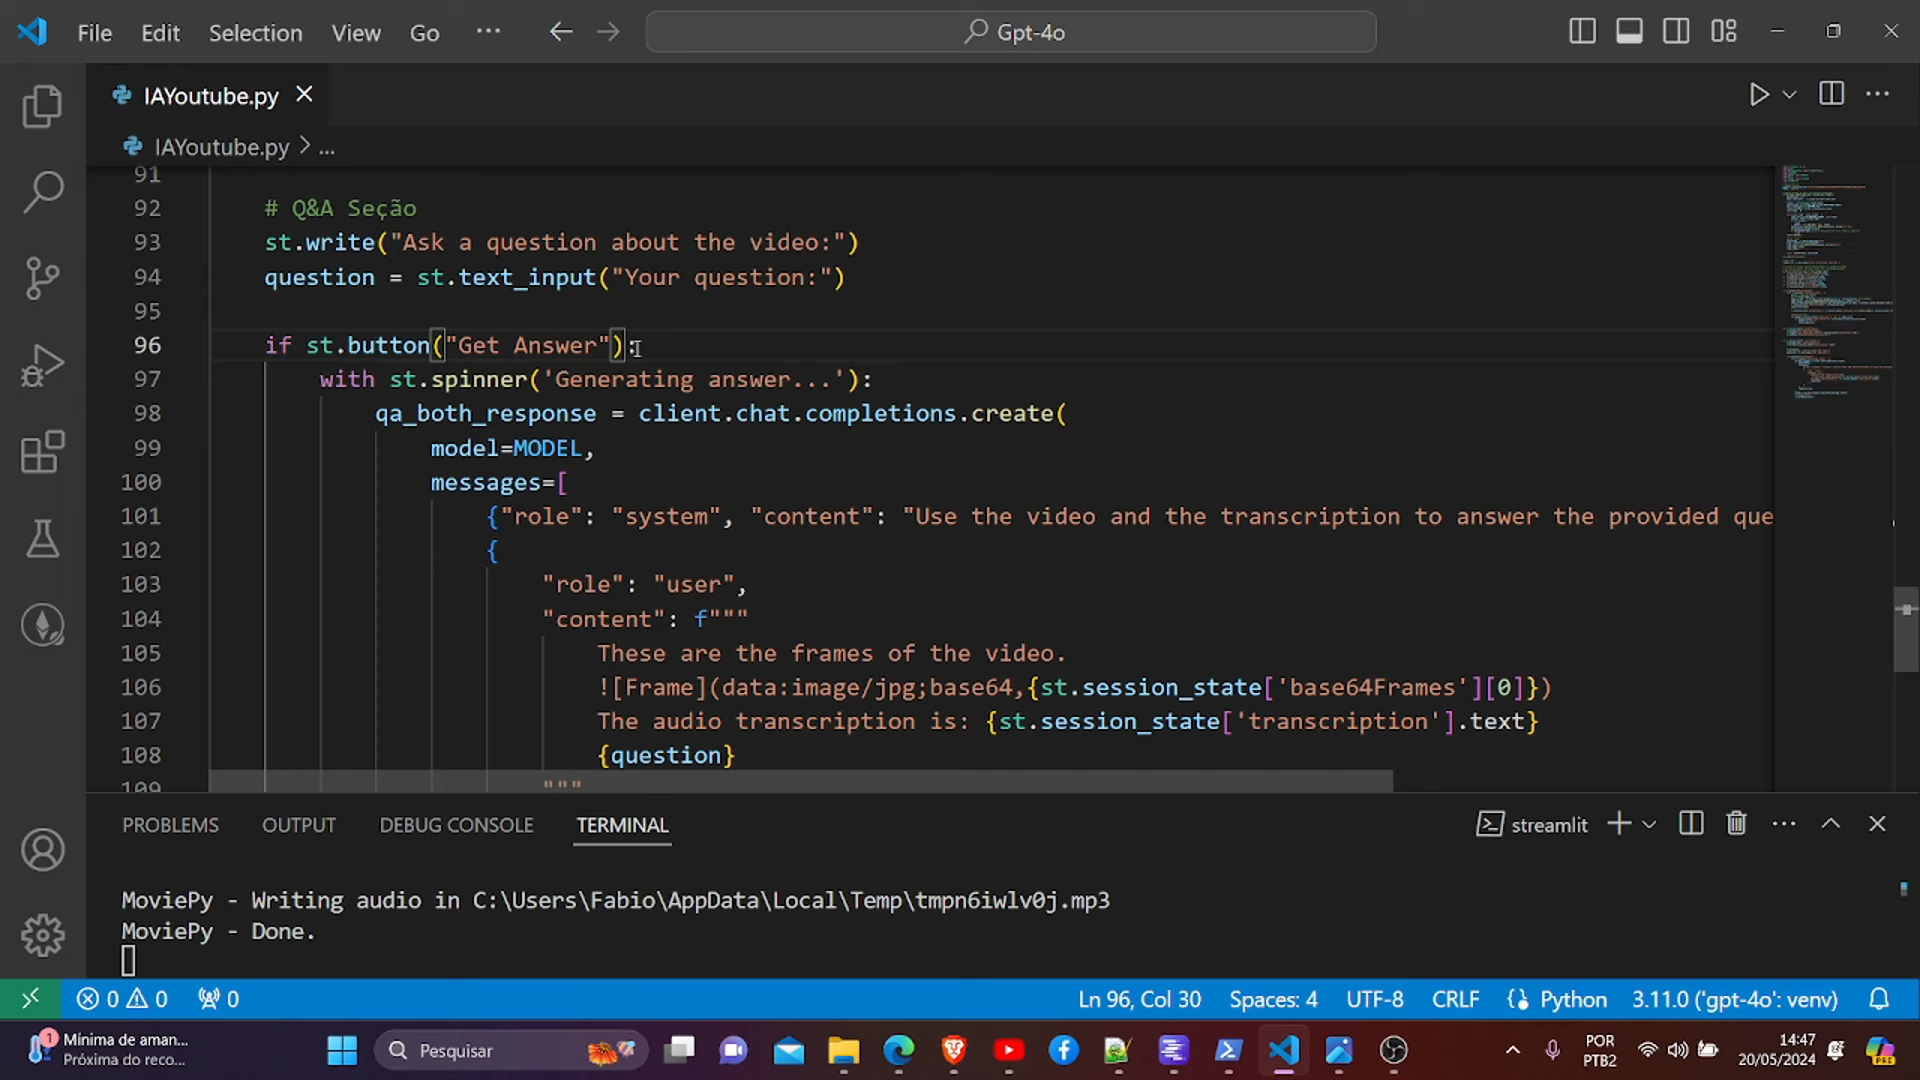 File Edit Selection View Go ··· Gpt-4o
IAYoutube.py
IAYoutube.py > ...
91
92 # Q&A Seção
93 st.write("Ask a question about the video:")
94 question = st.text_input("Your question:")
95
96 if st.button("Get Answer"):
97 with st.spinner('Generating answer...'):
98 qa_both_response = client.chat.completions.create(
99 model=MODEL,
100 messages=[
101 {"role": "system", "content": "Use the video and the transcription to answer the provided que
102 {
103 "role": "user",
104 "content": f"""
105 These are the frames of the video.
106 ![Frame](data:image/jpg;base64,{st.session_state['base64Frames'][0]})
107 The audio transcription is: {st.session_state['transcription'].text}
108 {question}
109 """
PROBLEMS OUTPUT DEBUG CONSOLE TERMINAL streamlit
MoviePy - Writing audio in C:\Users\Fabio\AppData\Local\Temp\tmpn6iwlv0j.mp3
MoviePy - Done.
0 0 0 Ln 96, Col 30 Spaces: 4 UTF-8 CRLF Python 3.11.0 ('gpt-4o': venv)
1 Mínima de aman...
Próxima do reco...
Pesquisar
POR
PTB2
14:47
20/05/2024
PRE